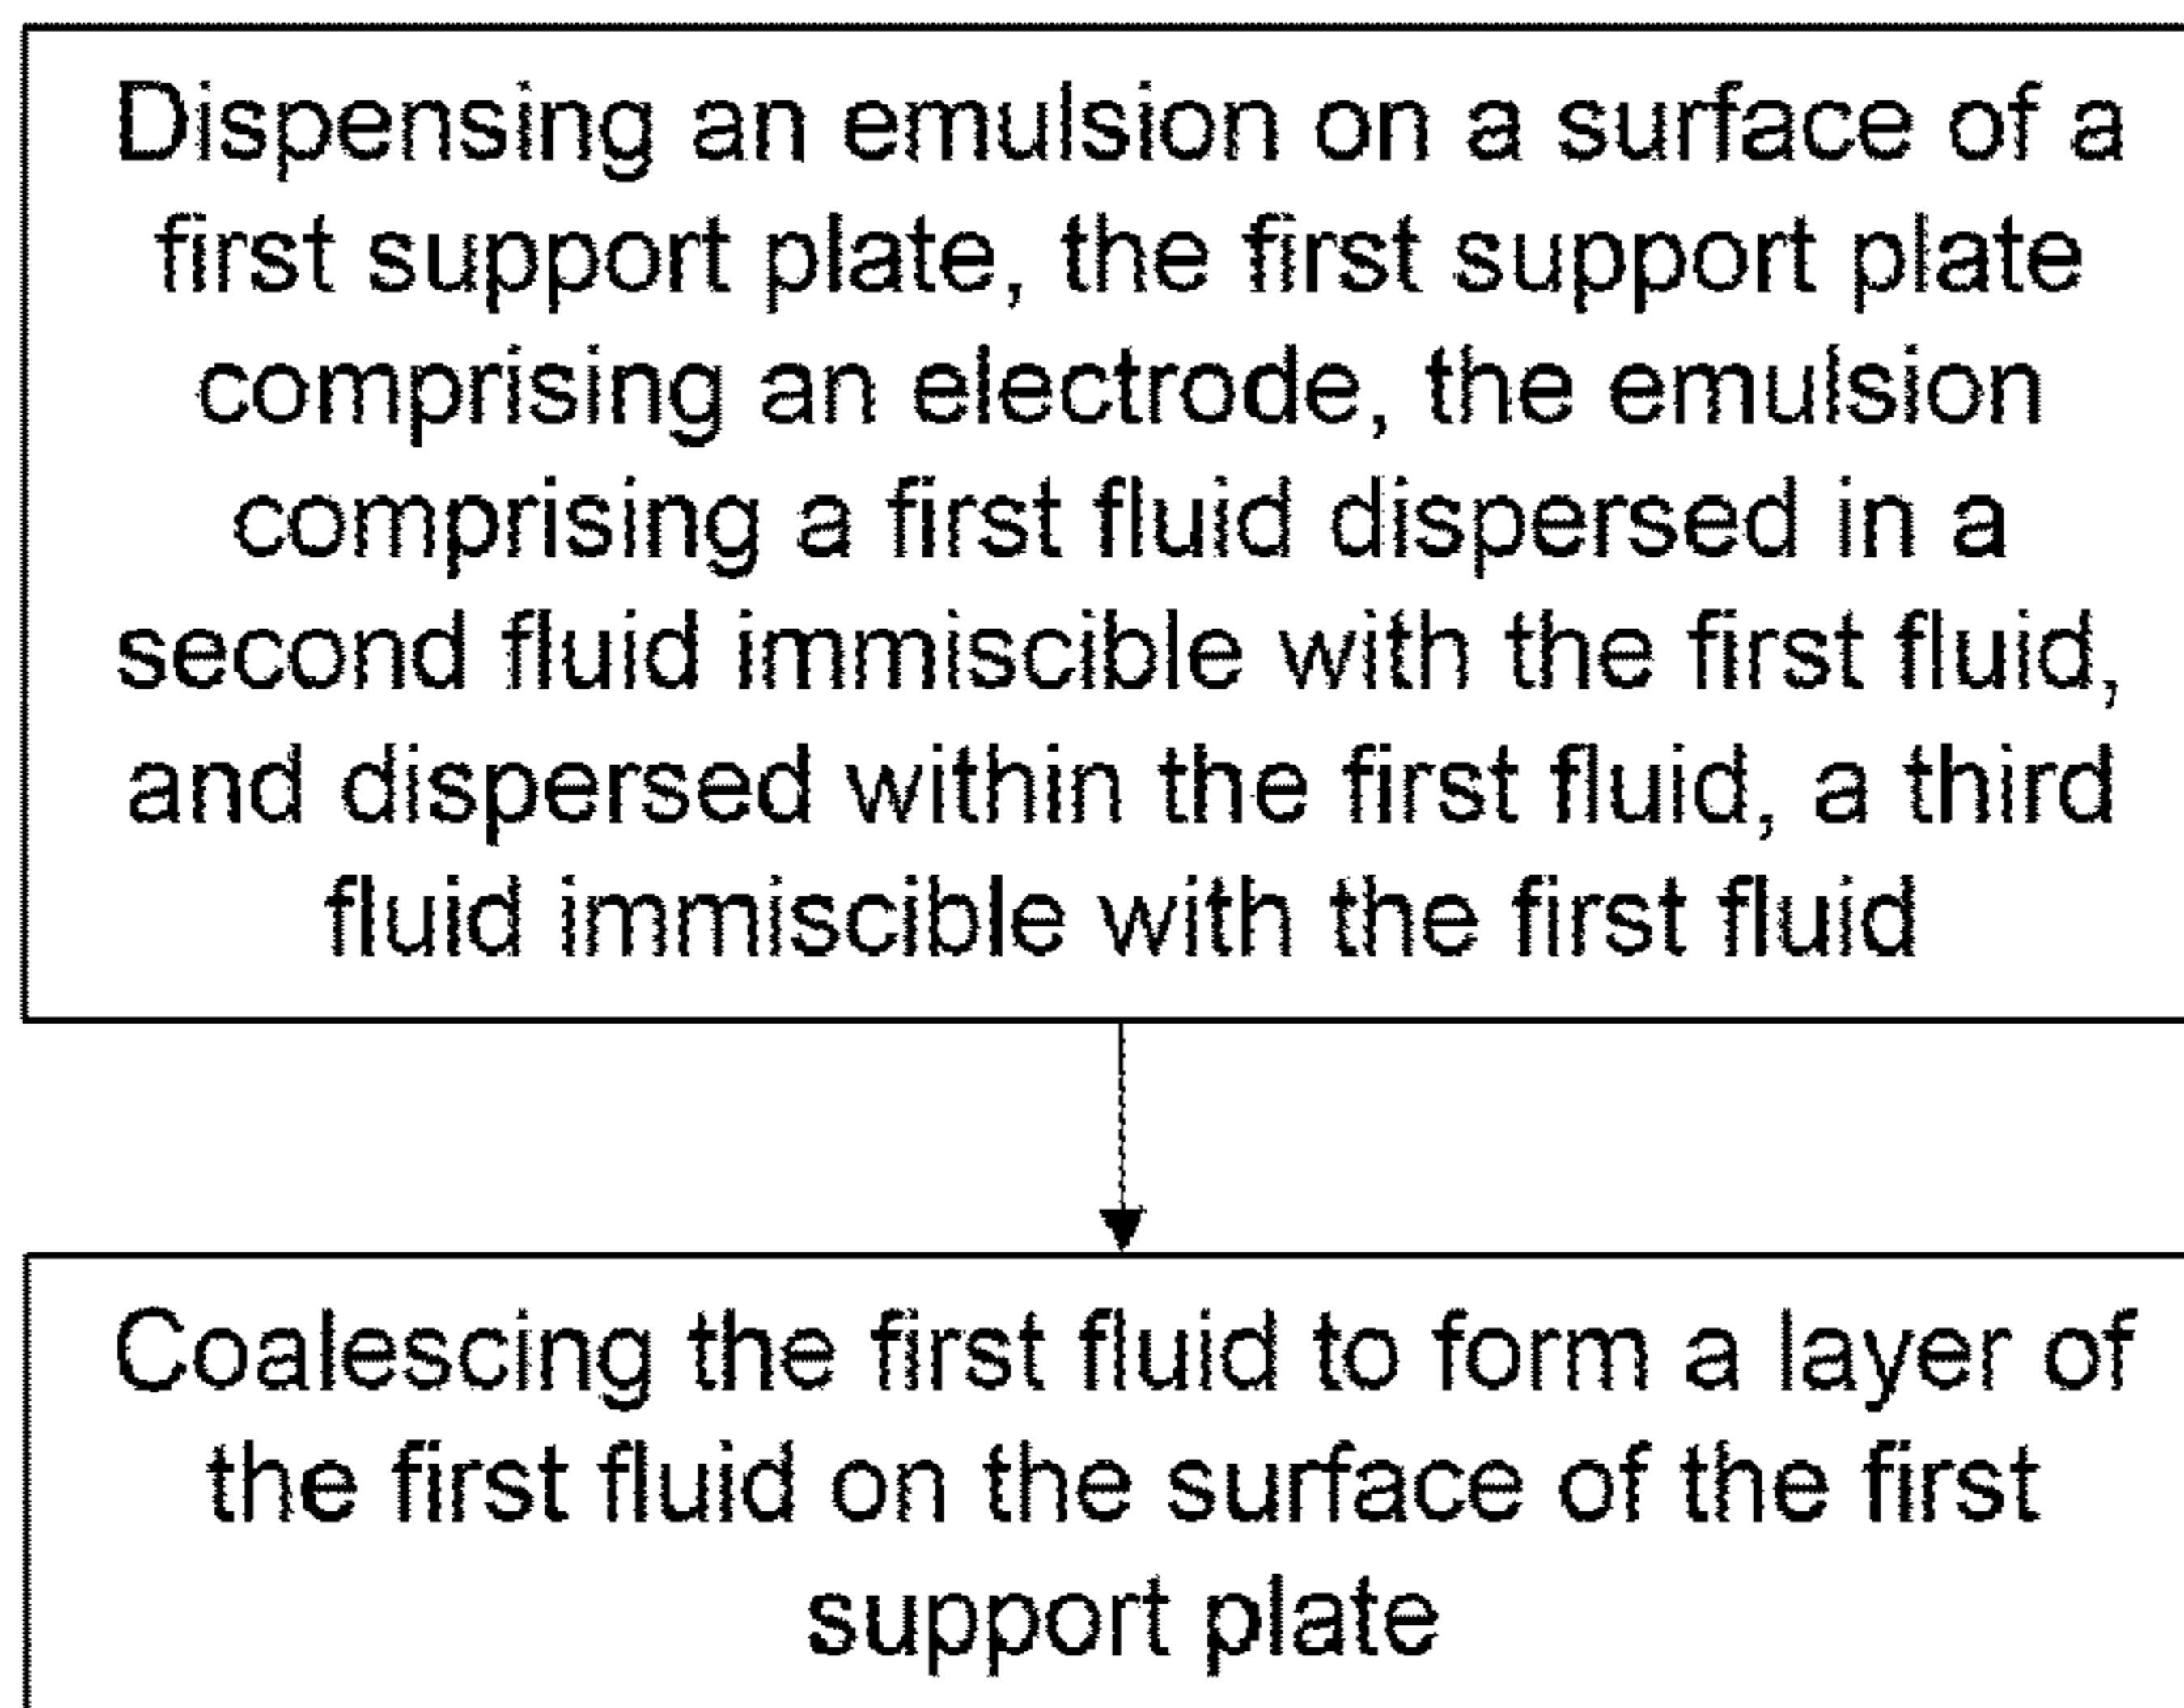 Dispensing an emulsion on a surface of a
first support plate, the first support plate
comprising an electrode, the emulsion
comprising a first fluid dispersed in a
second fluid immiscible with the first fluid,
and dispersed within the first fluid, a third
fluid immiscible with the first fluid
Coalescing the first fluid to form a layer of
the first fluid on the surface of the first
support plate